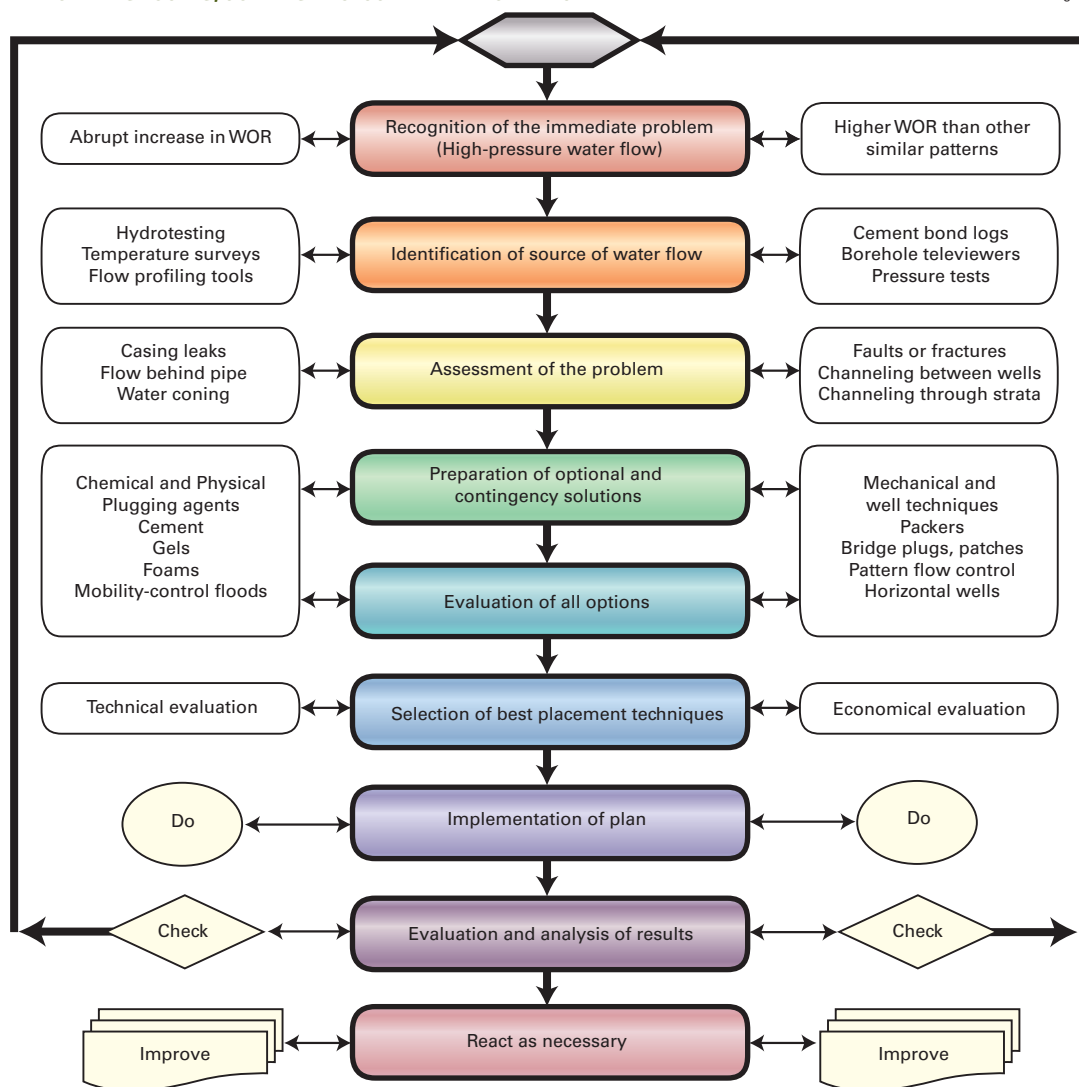 Abrupt increase in WOR
Recognition of the immediate problem
(High-pressure water flow)
Higher WOR than other
similar patterns
Hydrotesting
Temperature surveys
Flow profiling tools
Identification of source of water flow
Cement bond logs
Borehole televiewers
Pressure tests
Casing leaks
Flow behind pipe
Water coning
Assessment of the problem
Faults or fractures
Channeling between wells
Channeling through strata
Chemical and Physical
Plugging agents
Cement
Gels
Foams
Mobility-control floods
Preparation of optional and
contingency solutions
Mechanical and
well techniques
Packers
Bridge plugs, patches
Pattern flow control
Horizontal wells
Evaluation of all options
Technical evaluation
Selection of best placement techniques
Economical evaluation
Do
Implementation of plan
Do
Check
Evaluation and analysis of results
Check
Improve
React as necessary
Improve